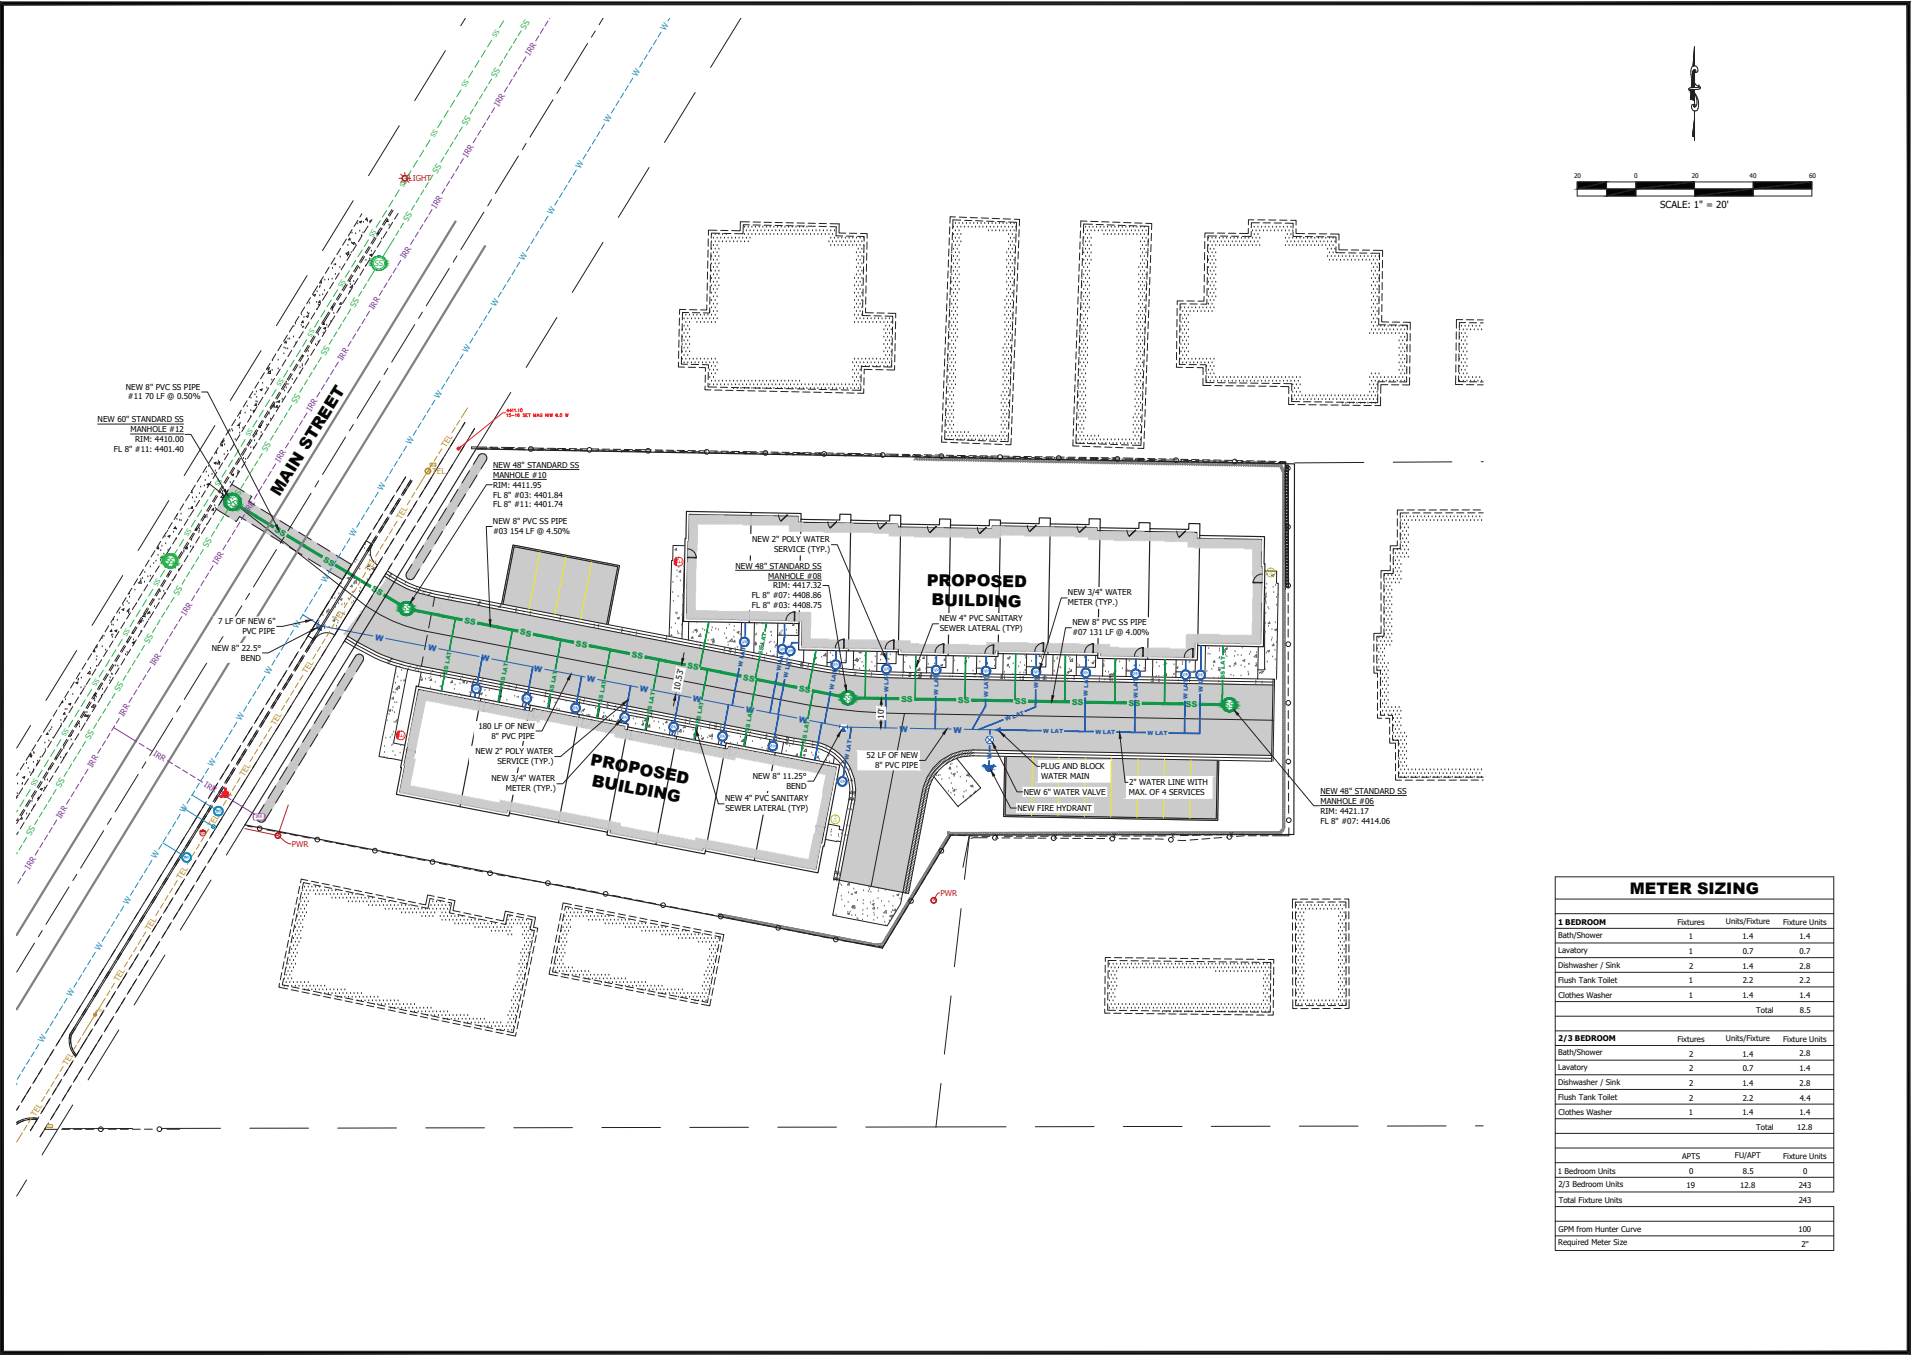 LIGHT
20 0 20 40 60
SCALE: 1" = 20'
NEW 8" PVC SS PIPE
#11 70 LF @ 0.50%
NEW 60" STANDARD SS
MANHOLE #12
RIM: 4410.00
FL 8" #11: 4401.40
MAIN STREET
4411.10
NEW 48" STANDARD SS
MANHOLE #10
RIM: 4411.95
FL 8" #03: 4401.84
FL 8" #11: 4401.74
NEW 8" PVC SS PIPE
#03 154 LF @ 4.50%
NEW 2" POLY WATER
SERVICE (TYP.)
NEW 48" STANDARD SS
MANHOLE #08
RIM: 4417.32
FL 8" #07: 4408.86
FL 8" #03: 4408.75
PROPOSED
BUILDING
NEW 4" PVC SANITARY
SEWER LATERAL (TYP)
NEW 3/4" WATER
METER (TYP.)
NEW 8" PVC SS PIPE
#07 131 LF @ 4.00%
7 LF OF NEW 6"
PVC PIPE
NEW 8" 22.5°
BEND
10.53'
10'
180 LF OF NEW
8" PVC PIPE
NEW 2" POLY WATER
SERVICE (TYP.)
NEW 3/4" WATER
METER (TYP.)
PROPOSED
BUILDING
NEW 8" 11.25°
BEND
NEW 4" PVC SANITARY
SEWER LATERAL (TYP)
52 LF OF NEW
8" PVC PIPE
PLUG AND BLOCK
WATER MAIN
NEW 6" WATER VALVE
NEW FIRE HYDRANT
2" WATER LINE WITH
MAX. OF 4 SERVICES
NEW 48" STANDARD SS
MANHOLE #06
RIM: 4421.17
FL 8" #07: 4414.06
SS
IRR
W
TEL
SS LAT
W LAT
PWR
PWR
METER SIZING
1 BEDROOM Fixtures Units/Fixture Fixture Units
Bath/Shower 1 1.4 1.4
Lavatory 1 0.7 0.7
Dishwasher / Sink 2 1.4 2.8
Flush Tank Toilet 1 2.2 2.2
Clothes Washer 1 1.4 1.4
Total 8.5
2/3 BEDROOM Fixtures Units/Fixture Fixture Units
Bath/Shower 2 1.4 2.8
Lavatory 2 0.7 1.4
Dishwasher / Sink 2 1.4 2.8
Flush Tank Toilet 2 2.2 4.4
Clothes Washer 1 1.4 1.4
Total 12.8
APTS FU/APT Fixture Units
1 Bedroom Units 0 8.5 0
2/3 Bedroom Units 19 12.8 243
Total Fixture Units 243
GPM from Hunter Curve 100
Required Meter Size 2"